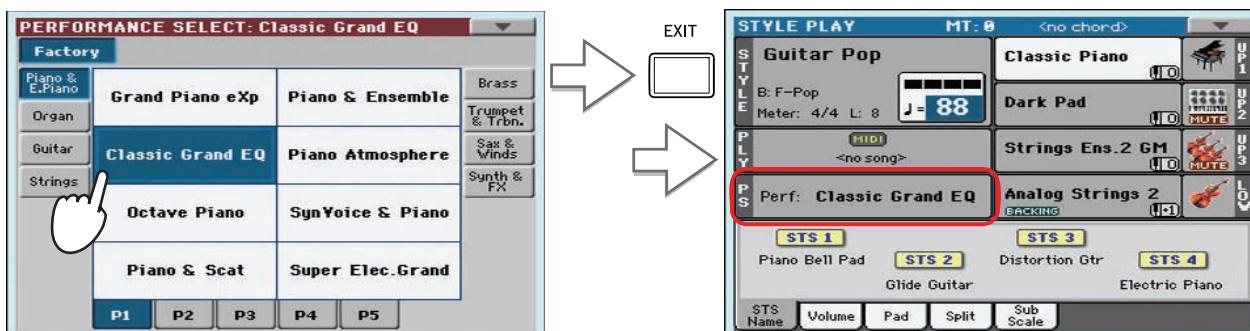 PERFORMANCE SELECT: Classic Grand EQ
Factory
Piano & E.Piano
Organ
Guitar
Strings
Grand Piano eXp
Piano & Ensemble
Classic Grand EQ
Piano Atmosphere
Octave Piano
SynVoice & Piano
Piano & Scat
Super Elec.Grand
Brass
Trumpet & Trbn.
Sax & Winds
Synth & FX
P1 P2 P3 P4 P5
EXIT
STYLE PLAY MT: 0 <no chord>
STYLE
Guitar Pop
B: F-Pop
Meter: 4/4 L: 8
♩= 88
PLY
MIDI
<no song>
PS
Perf: Classic Grand EQ
Classic Piano
0
UP1
Dark Pad
0
MUTE
UP2
Strings Ens.2 GM
0
MUTE
UP3
Analog Strings 2
BACKING
+1
LOW
STS 1
Piano Bell Pad
STS 2
Glide Guitar
STS 3
Distortion Gtr
STS 4
Electric Piano
STS Name
Volume
Pad
Split
Sub Scale